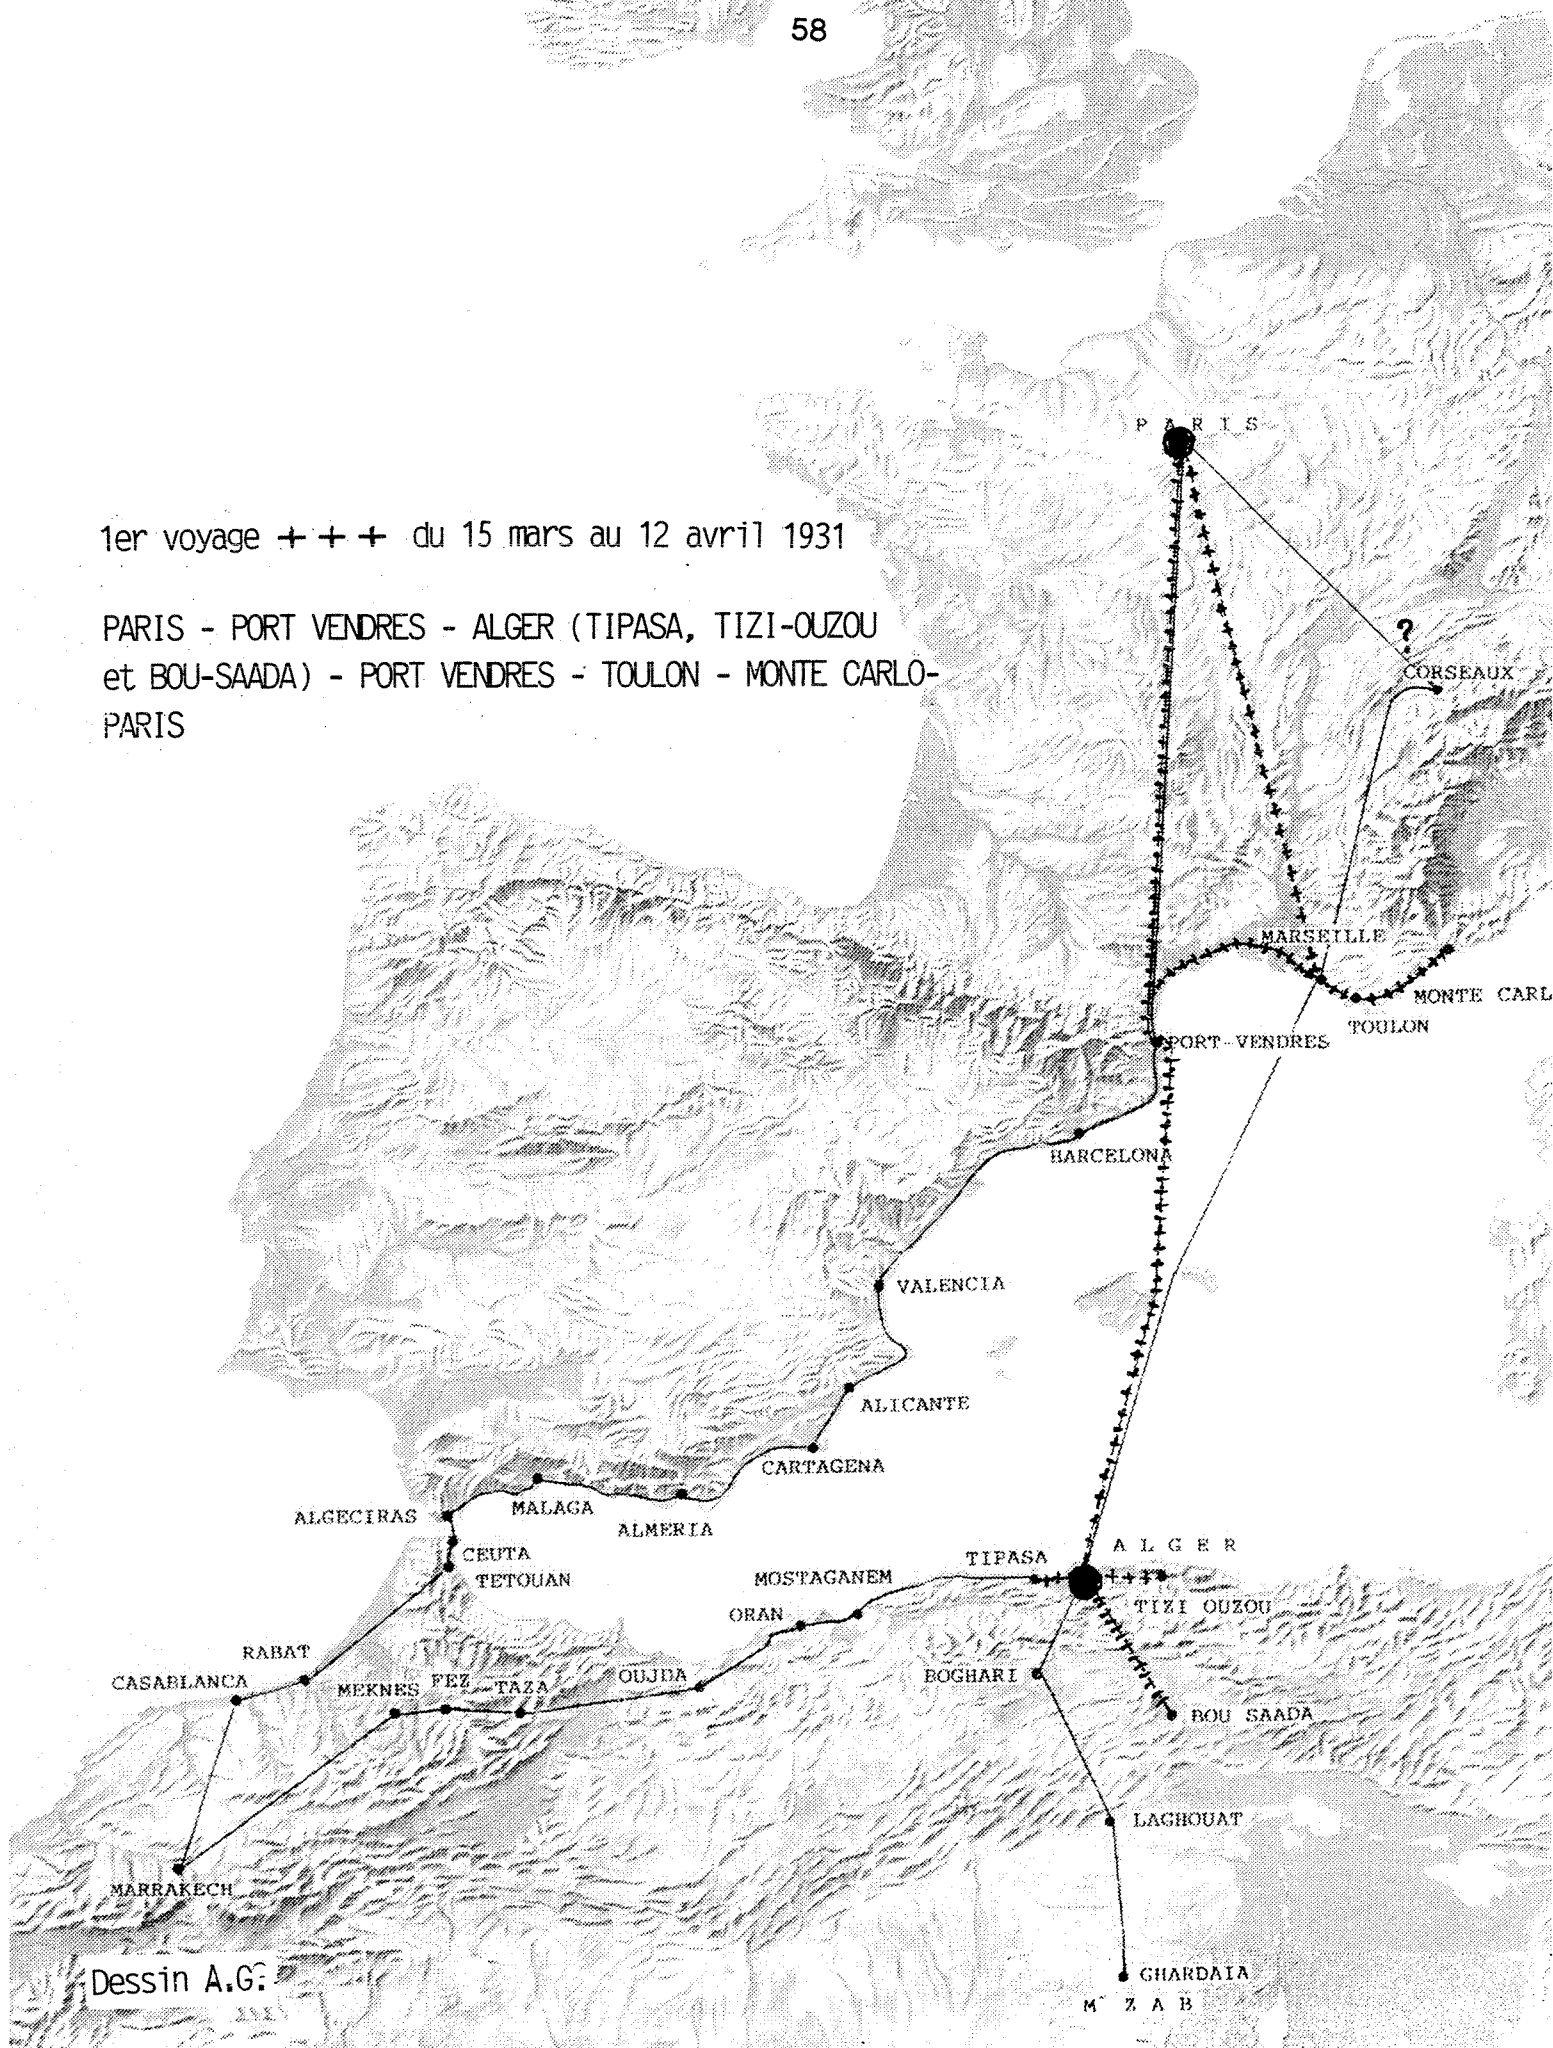 58
P A R I S
1er voyage + + + du 15 mars au 12 avril 1931
PARIS - PORT VENDRES - ALGER (TIPASA, TIZI-OUZOU
et BOU-SAADA) - PORT VENDRES - TOULON - MONTE CARLO-
PARIS
?
CORSEAUX
MARSEILLE
MONTE CARL
TOULON
PORT-VENDRES
BARCELONA
VALENCIA
ALICANTE
CARTAGENA
MALAGA
ALGECIRAS
ALMERIA
CEUTA
TETOUAN
A L G E R
TIPASA
MOSTAGANEM
ORAN
TIZI OUZOU
RABAT
CASABLANCA
MEKNES
FEZ
TAZA
OUJDA
BOGHARI
BOU SAADA
LAGHOUAT
MARRAKECH
GHARDAIA
M' Z A B
Dessin A.G.